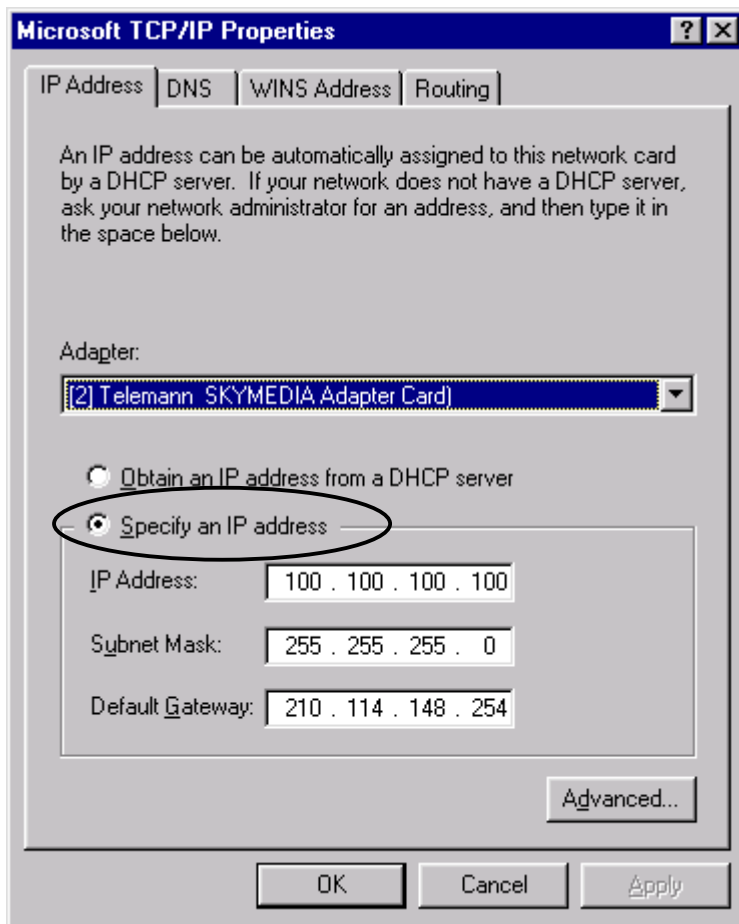 Microsoft TCP/IP Properties
IP Address DNS WINS Address Routing
An IP address can be automatically assigned to this network card
by a DHCP server. If your network does not have a DHCP server,
ask your network administrator for an address, and then type it in
the space below.
Adapter:
[2] Telemann SKYMEDIA Adapter Card)
Obtain an IP address from a DHCP server
Specify an IP address
IP Address: 100 . 100 . 100 . 100
Subnet Mask: 255 . 255 . 255 . 0
Default Gateway: 210 . 114 . 148 . 254
Advanced...
OK Cancel Apply